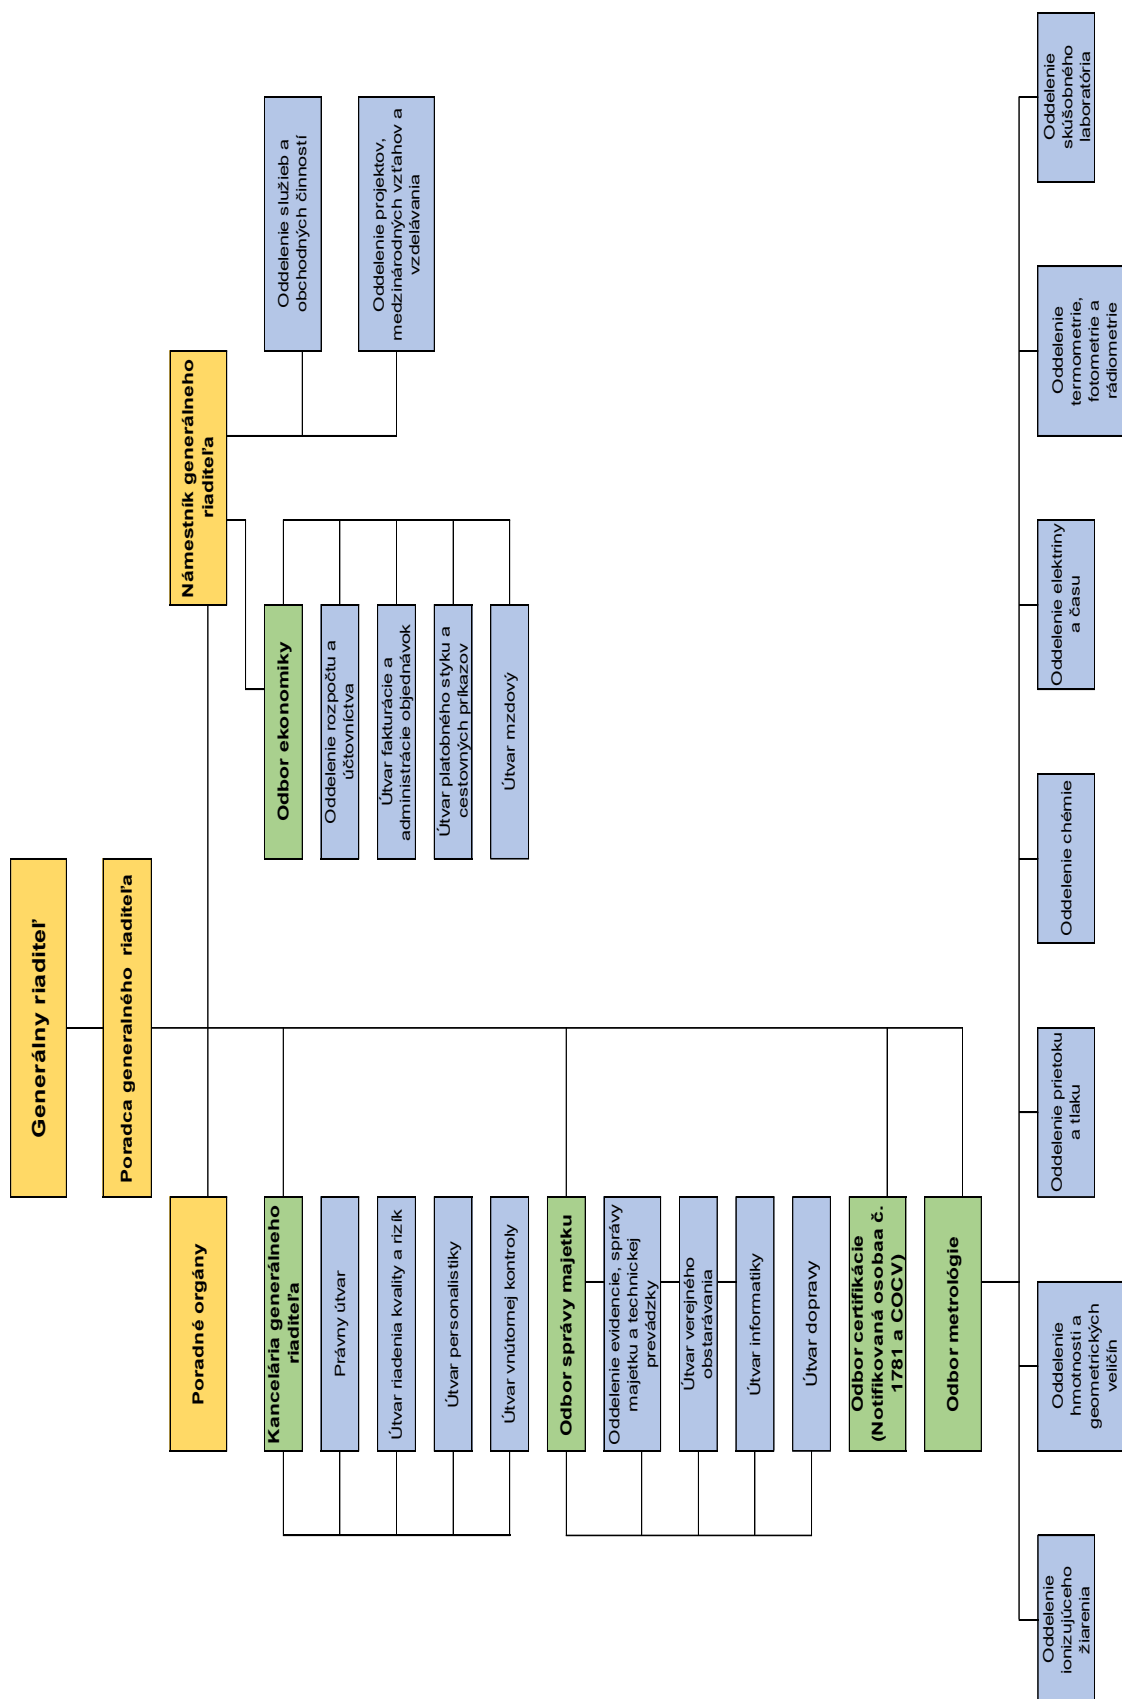 Generálny riaditeľ
Poradca generalného riaditeľa
Poradné orgány
Námestník generálneho
riaditeľa
Kancelária generálneho
riaditeľa
Právny útvar
Útvar riadenia kvality a rizík
Útvar personalistiky
Útvar vnútornej kontroly
Odbor ekonomiky
Oddelenie rozpočtu a
účtovníctva
Útvar fakturácie a
administrácie objednávok
Útvar platobného styku a
cestovných príkazov
Útvar mzdový
Oddelenie služieb a
obchodných činností
Oddelenie projektov,
medzinárodných vzťahov a
vzdelávania
Odbor správy majetku
Oddelenie evidencie, správy
majetku a technickej
prevádzky
Útvar verejného
obstarávania
Útvar informatiky
Útvar dopravy
Odbor certifikácie
(Notifikovaná osobaa č.
1781 a COCV)
Odbor metrológie
Oddelenie
ionizujúceho
žiarenia
Oddelenie
hmotnosti a
geometrických
veličín
Oddelenie prietoku
a tlaku
Oddelenie chémie
Oddelenie elektriny
a času
Oddelenie
termometrie,
fotometrie a
rádiometrie
Oddelenie
skúšobného
laboratória